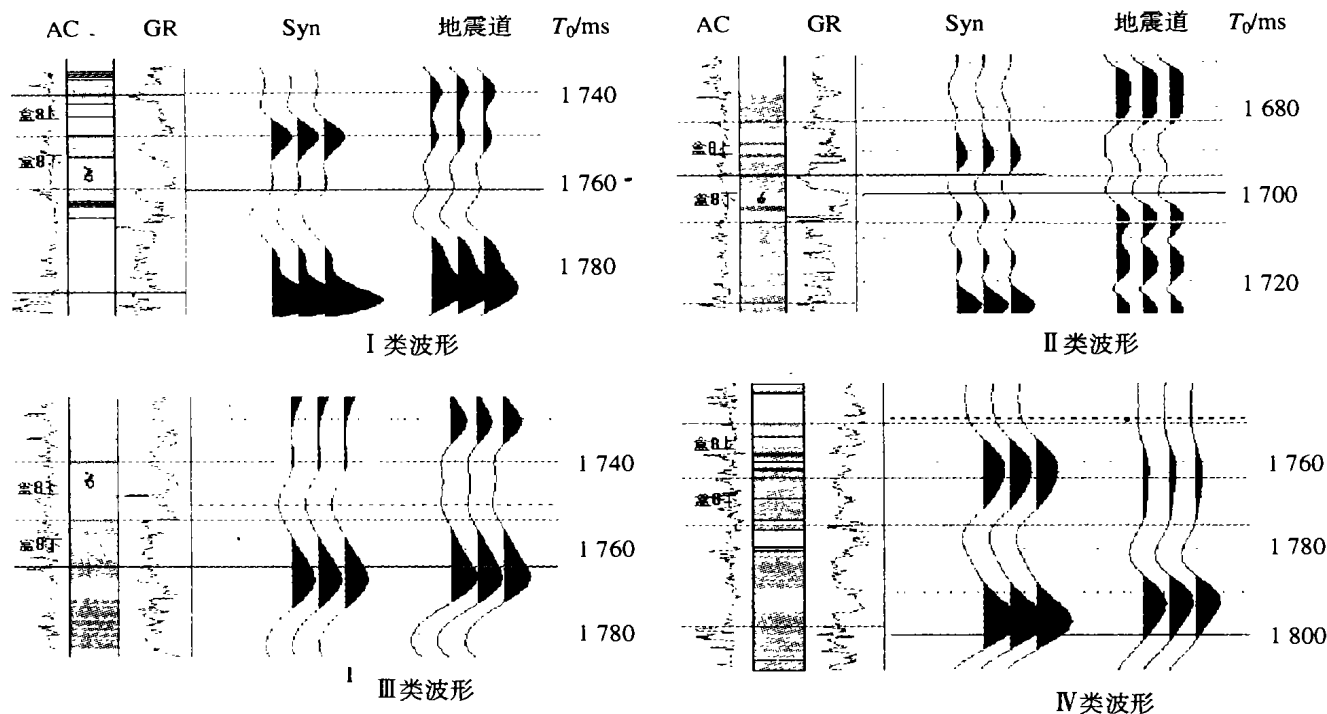 AC GR Syn 地震道 T₀/ms
1 740
盒8上
盒8下
1 760
1 780
Ⅰ类波形
AC GR Syn 地震道 T₀/ms
1 680
盒8上
1 700
盒8下
1 720
Ⅱ类波形
1 740
盒8上
盒8下
1 760
1 780
Ⅲ类波形
盒8上
1 760
盒8下
1 780
1 800
Ⅳ类波形